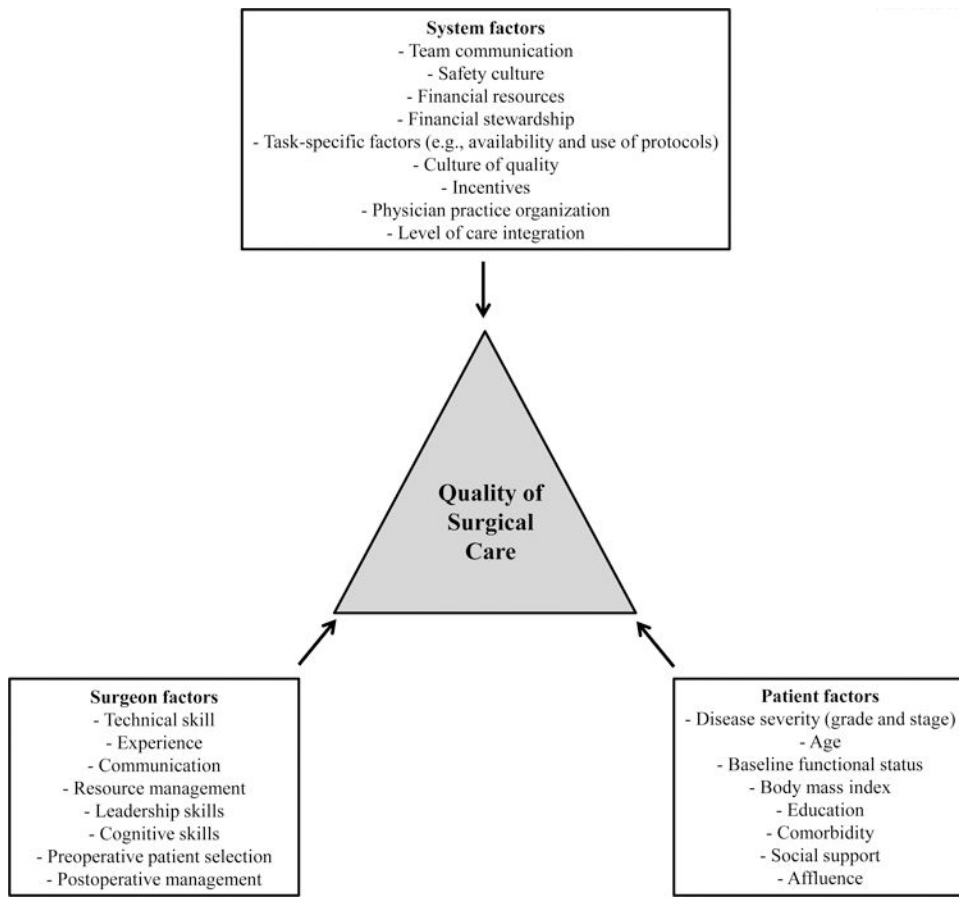 System factors
- Team communication
- Safety culture
- Financial resources
- Financial stewardship
- Task-specific factors (e.g., availability and use of protocols)
- Culture of quality
- Incentives
- Physician practice organization
- Level of care integration
Quality of
Surgical
Care
Surgeon factors
- Technical skill
- Experience
- Communication
- Resource management
- Leadership skills
- Cognitive skills
- Preoperative patient selection
- Postoperative management
Patient factors
- Disease severity (grade and stage)
- Age
- Baseline functional status
- Body mass index
- Education
- Comorbidity
- Social support
- Affluence